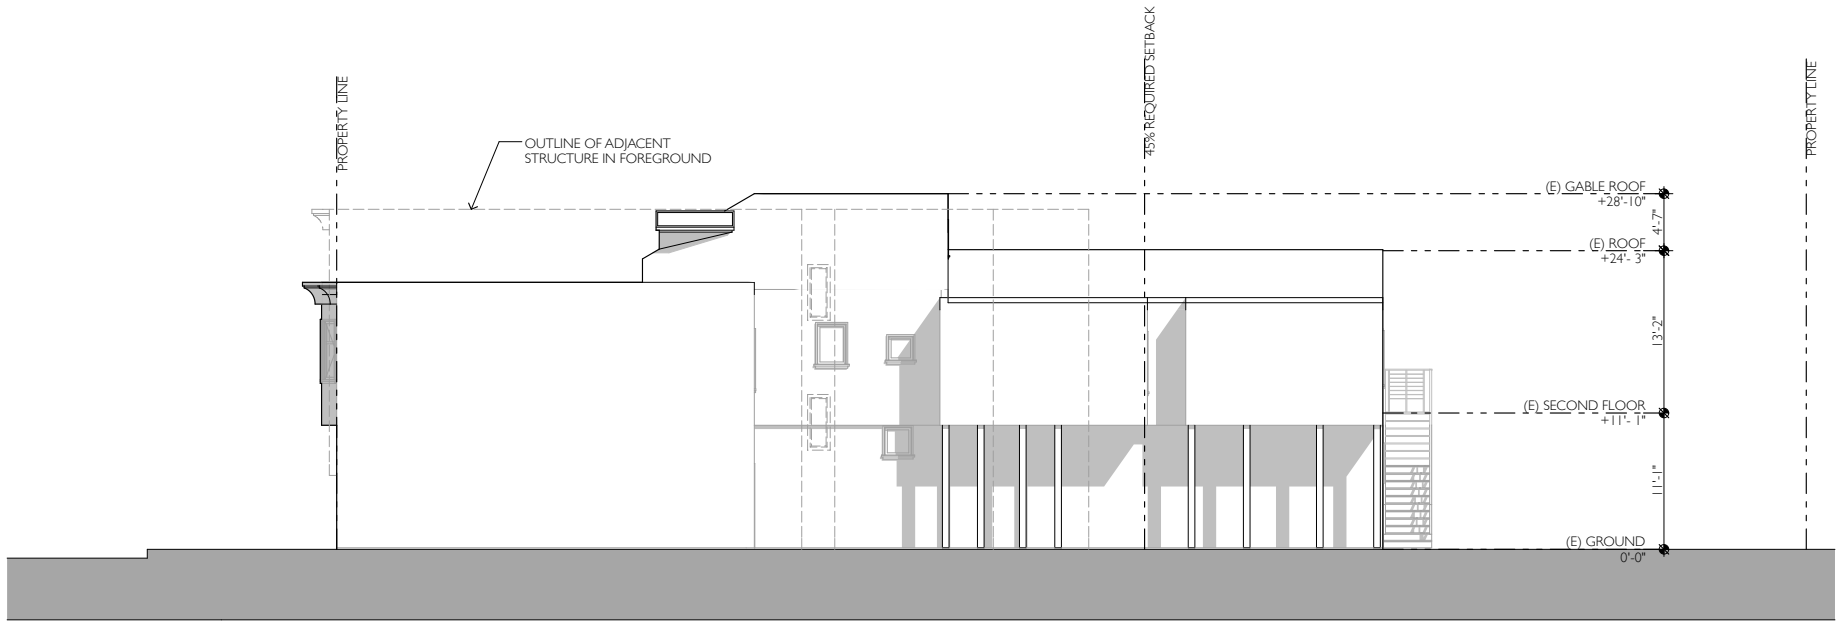 PROPERTY LINE
45% REQUIRED SETBACK
PROPERTY LINE
OUTLINE OF ADJACENT
STRUCTURE IN FOREGROUND
(E) GABLE ROOF
+28'-10"
4'-7"
(E) ROOF
+24'- 3"
13'-2"
(E) SECOND FLOOR
+11'- 1"
11'-1"
(E) GROUND
0'-0"